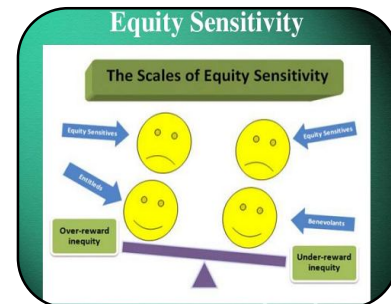 Equity Sensitivity
The Scales of Equity Sensitivity
Equity Sensitives
Equity Sensitives
Entitleds
Benevolants
Over-reward
inequity
Under-reward
inequity